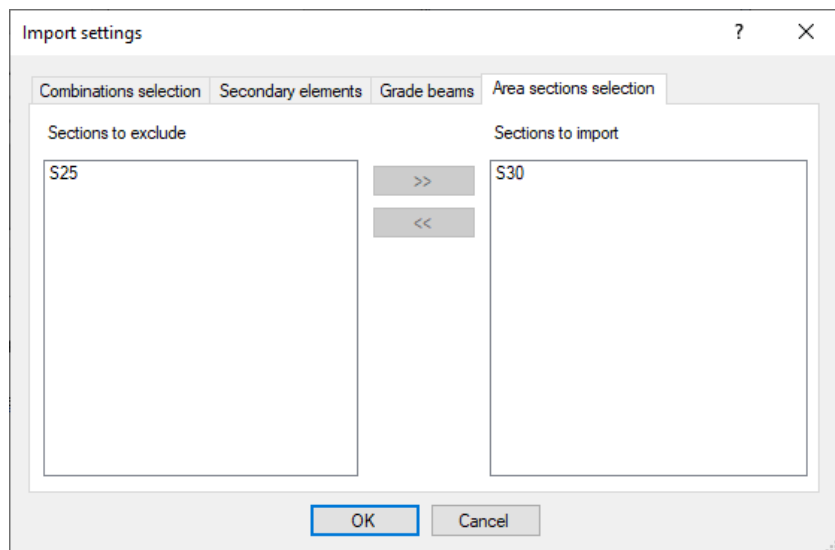 Import settings
?
Combinations selection
Secondary elements
Grade beams
Area sections selection
Sections to exclude
Sections to import
S25
>>
S30
<<
OK
Cancel